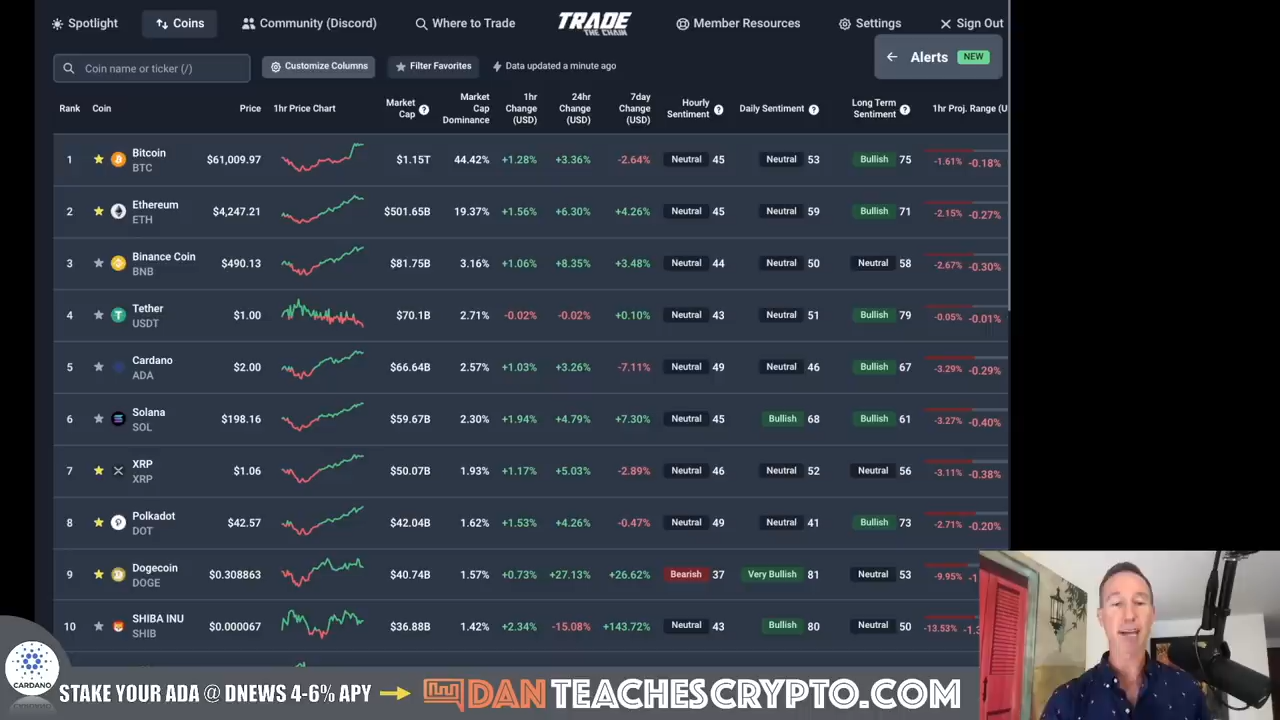 Spotlight Coins Community (Discord) Where to Trade TRADE THE CHAIN Member Resources Settings Sign Out
Coin name or ticker (/) Customize Columns Filter Favorites Data updated a minute ago Alerts NEW
Rank Coin Price 1hr Price Chart Market Cap Market Cap Dominance 1hr Change (USD) 24hr Change (USD) 7day Change (USD) Hourly Sentiment Daily Sentiment Long Term Sentiment 1hr Proj. Range (U
1 Bitcoin BTC $61,009.97 $1.15T 44.42% +1.28% +3.36% -2.64% Neutral 45 Neutral 53 Bullish 75 -1.61% -0.18%
2 Ethereum ETH $4,247.21 $501.65B 19.37% +1.56% +6.30% +4.26% Neutral 45 Neutral 59 Bullish 71 -2.15% -0.27%
3 Binance Coin BNB $490.13 $81.75B 3.16% +1.06% +8.35% +3.48% Neutral 44 Neutral 50 Neutral 58 -2.67% -0.30%
4 Tether USDT $1.00 $70.1B 2.71% -0.02% -0.02% +0.10% Neutral 43 Neutral 51 Bullish 79 -0.05% -0.01%
5 Cardano ADA $2.00 $66.64B 2.57% +1.03% +3.26% -7.11% Neutral 49 Neutral 46 Bullish 67 -3.29% -0.29%
6 Solana SOL $198.16 $59.67B 2.30% +1.94% +4.79% +7.30% Neutral 45 Bullish 68 Bullish 61 -3.27% -0.40%
7 XRP XRP $1.06 $50.07B 1.93% +1.17% +5.03% -2.89% Neutral 46 Neutral 52 Neutral 56 -3.11% -0.38%
8 Polkadot DOT $42.57 $42.04B 1.62% +1.53% +4.26% -0.47% Neutral 49 Neutral 41 Bullish 73 -2.71% -0.20%
9 Dogecoin DOGE $0.308863 $40.74B 1.57% +0.73% +27.13% +26.62% Bearish 37 Very Bullish 81 Neutral 53 -9.95% -1
10 SHIBA INU SHIB $0.000067 $36.88B 1.42% +2.34% -15.08% +143.72% Neutral 43 Bullish 80 Neutral 50 -13.53% -1.
CARDANO STAKE YOUR ADA @ DNEWS 4-6% APY DAN TEACHESCRYPTO.COM